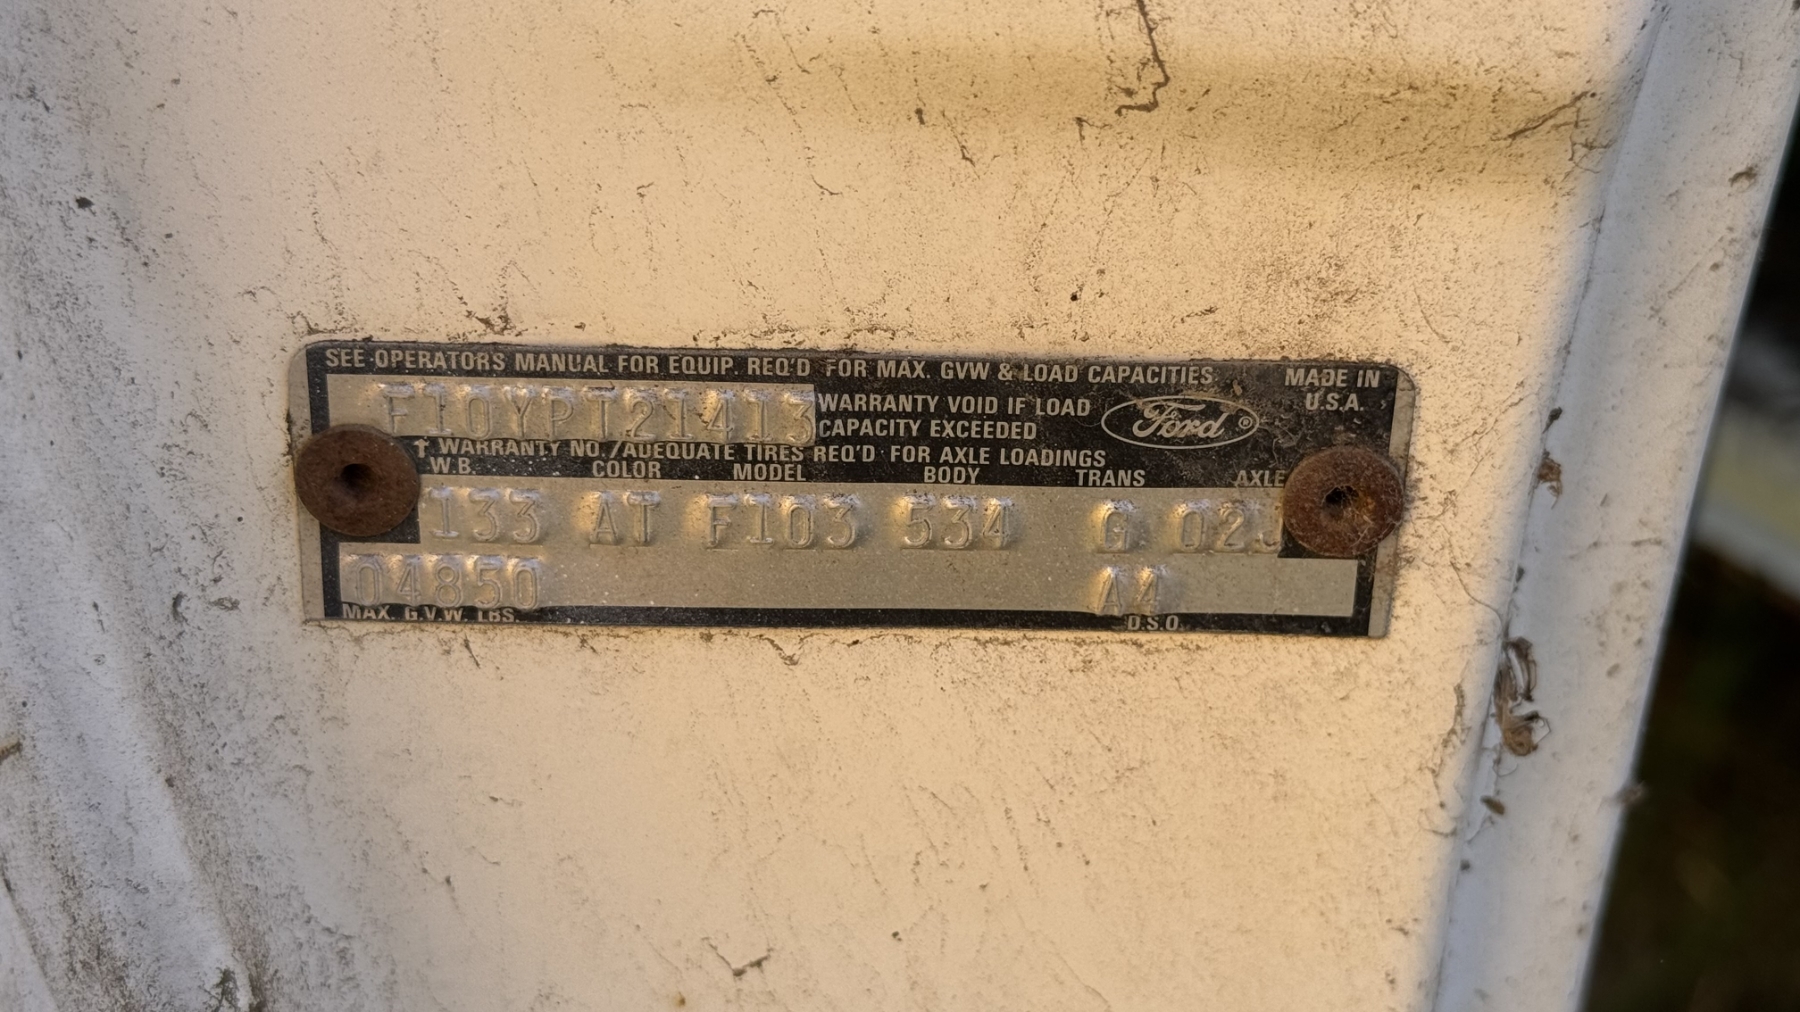 SEE OPERATORS MANUAL FOR EQUIP. REQ'D FOR MAX. GVW & LOAD CAPACITIES MADE IN U.S.A.
F10YPT21413 WARRANTY VOID IF LOAD CAPACITY EXCEEDED Ford ®
† WARRANTY NO./ADEQUATE TIRES REQ'D FOR AXLE LOADINGS
W.B. COLOR MODEL BODY TRANS AXLE
133 AT F103 534 G 02J
04850 A4
MAX. G.V.W. LBS. D.S.O.